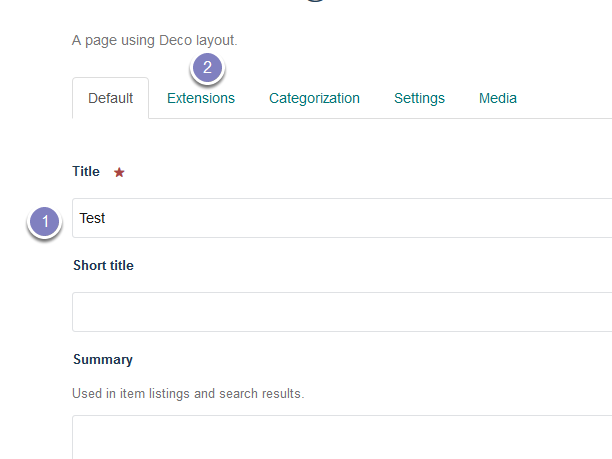 A page using Deco layout.
2
Default Extensions Categorization Settings Media
Title ★
1 Test
Short title
Summary
Used in item listings and search results.